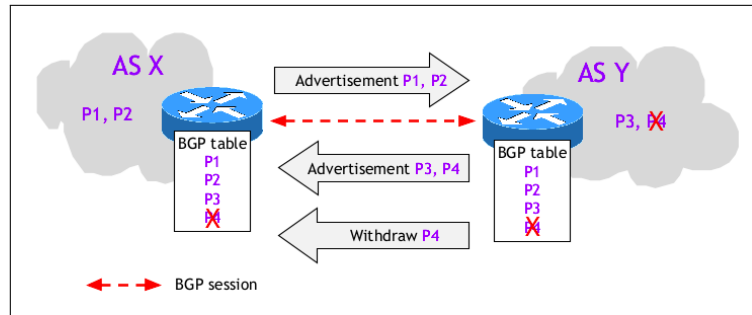 AS X
P1, P2
BGP table
P1
P2
P3
P4
Advertisement P1, P2
Advertisement P3, P4
Withdraw P4
AS Y
P3, P4
BGP table
P1
P2
P3
P4
BGP session